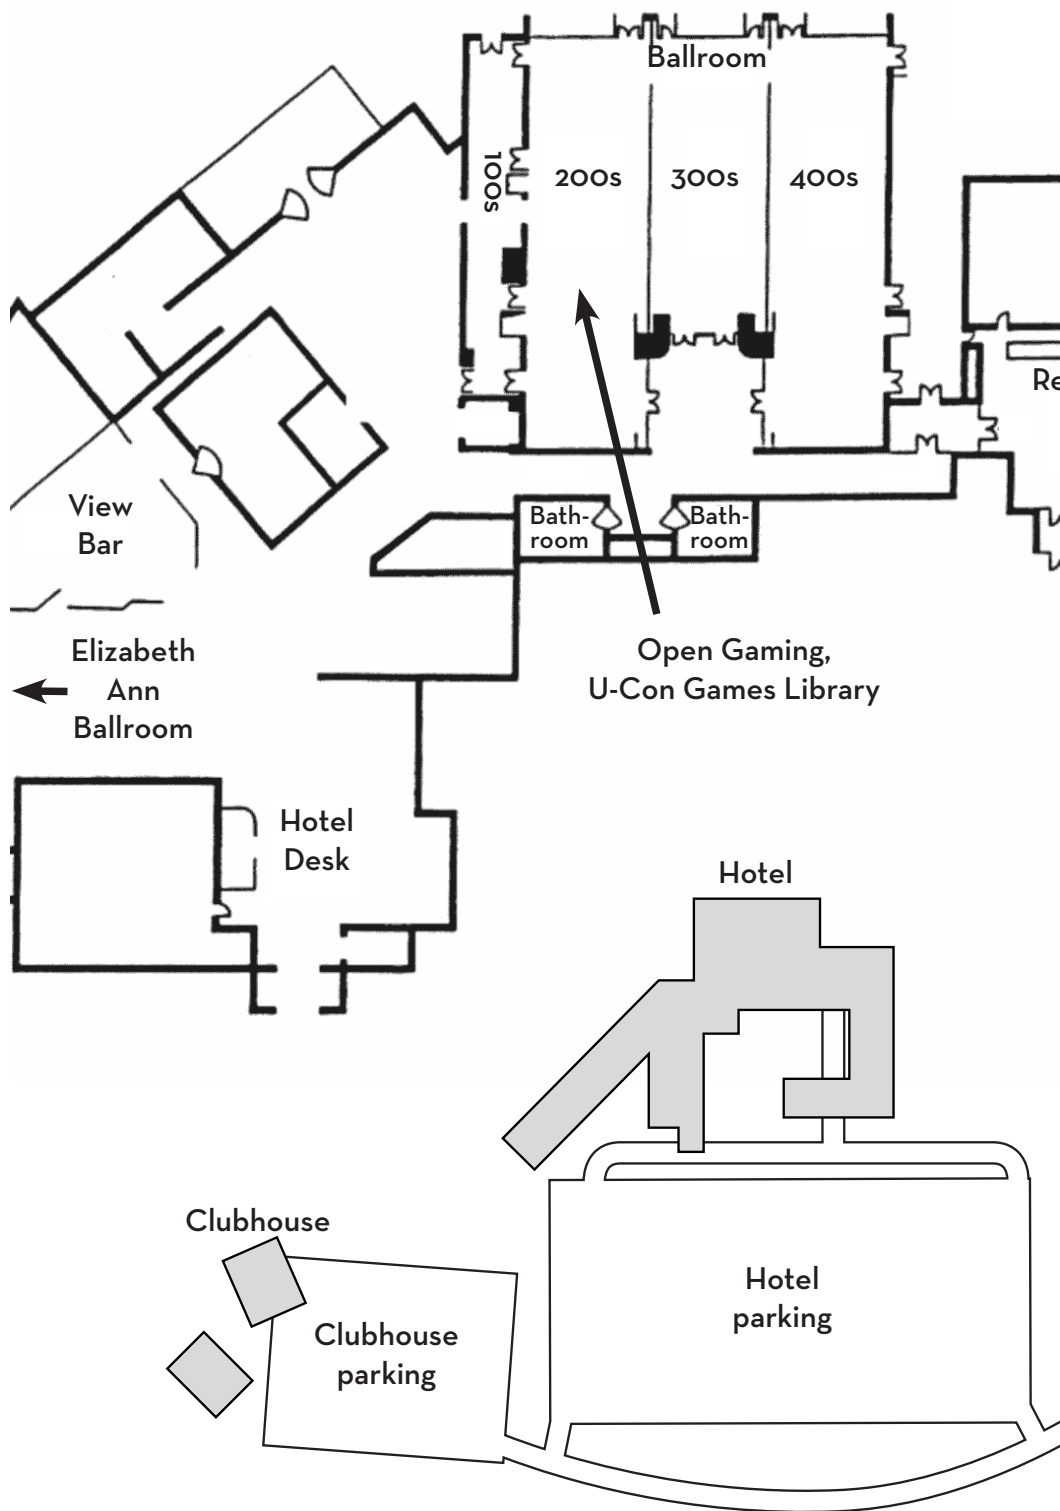 Ballroom
100s
200s
300s
400s
Re
View
Bar
Bath-
room
Bath-
room
Elizabeth
Ann
Ballroom
Open Gaming,
U-Con Games Library
Hotel
Desk
Hotel
Clubhouse
Hotel
parking
Clubhouse
parking